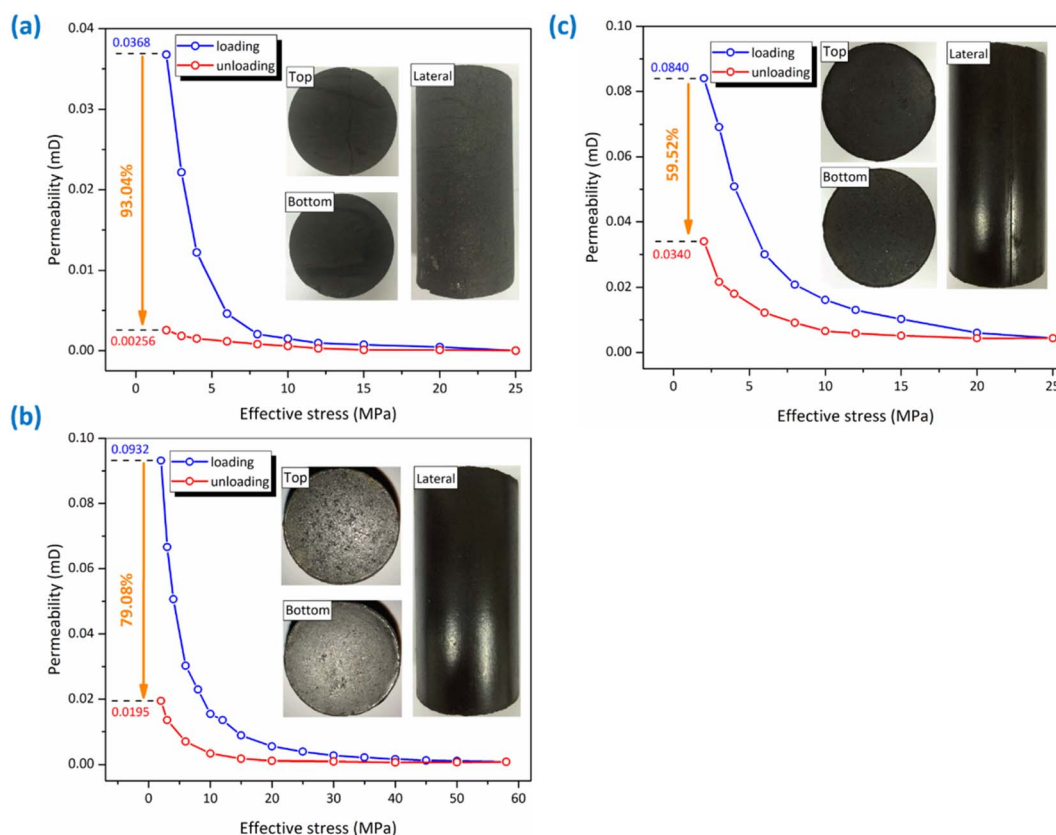 (a)
0.04
0.03
0.02
0.01
0.00
Permeability (mD)
0.0368
93.04%
0.00256
loading
unloading
Top
Bottom
Lateral
0 5 10 15 20 25
Effective stress (MPa)
(c)
0.10
0.08
0.06
0.04
0.02
0.00
Permeability (mD)
0.0840
59.52%
0.0340
loading
unloading
Top
Bottom
Lateral
0 5 10 15 20 25
Effective stress (MPa)
(b)
0.10
0.08
0.06
0.04
0.02
0.00
Permeability (mD)
0.0932
79.08%
0.0195
loading
unloading
Top
Bottom
Lateral
0 10 20 30 40 50 60
Effective stress (MPa)